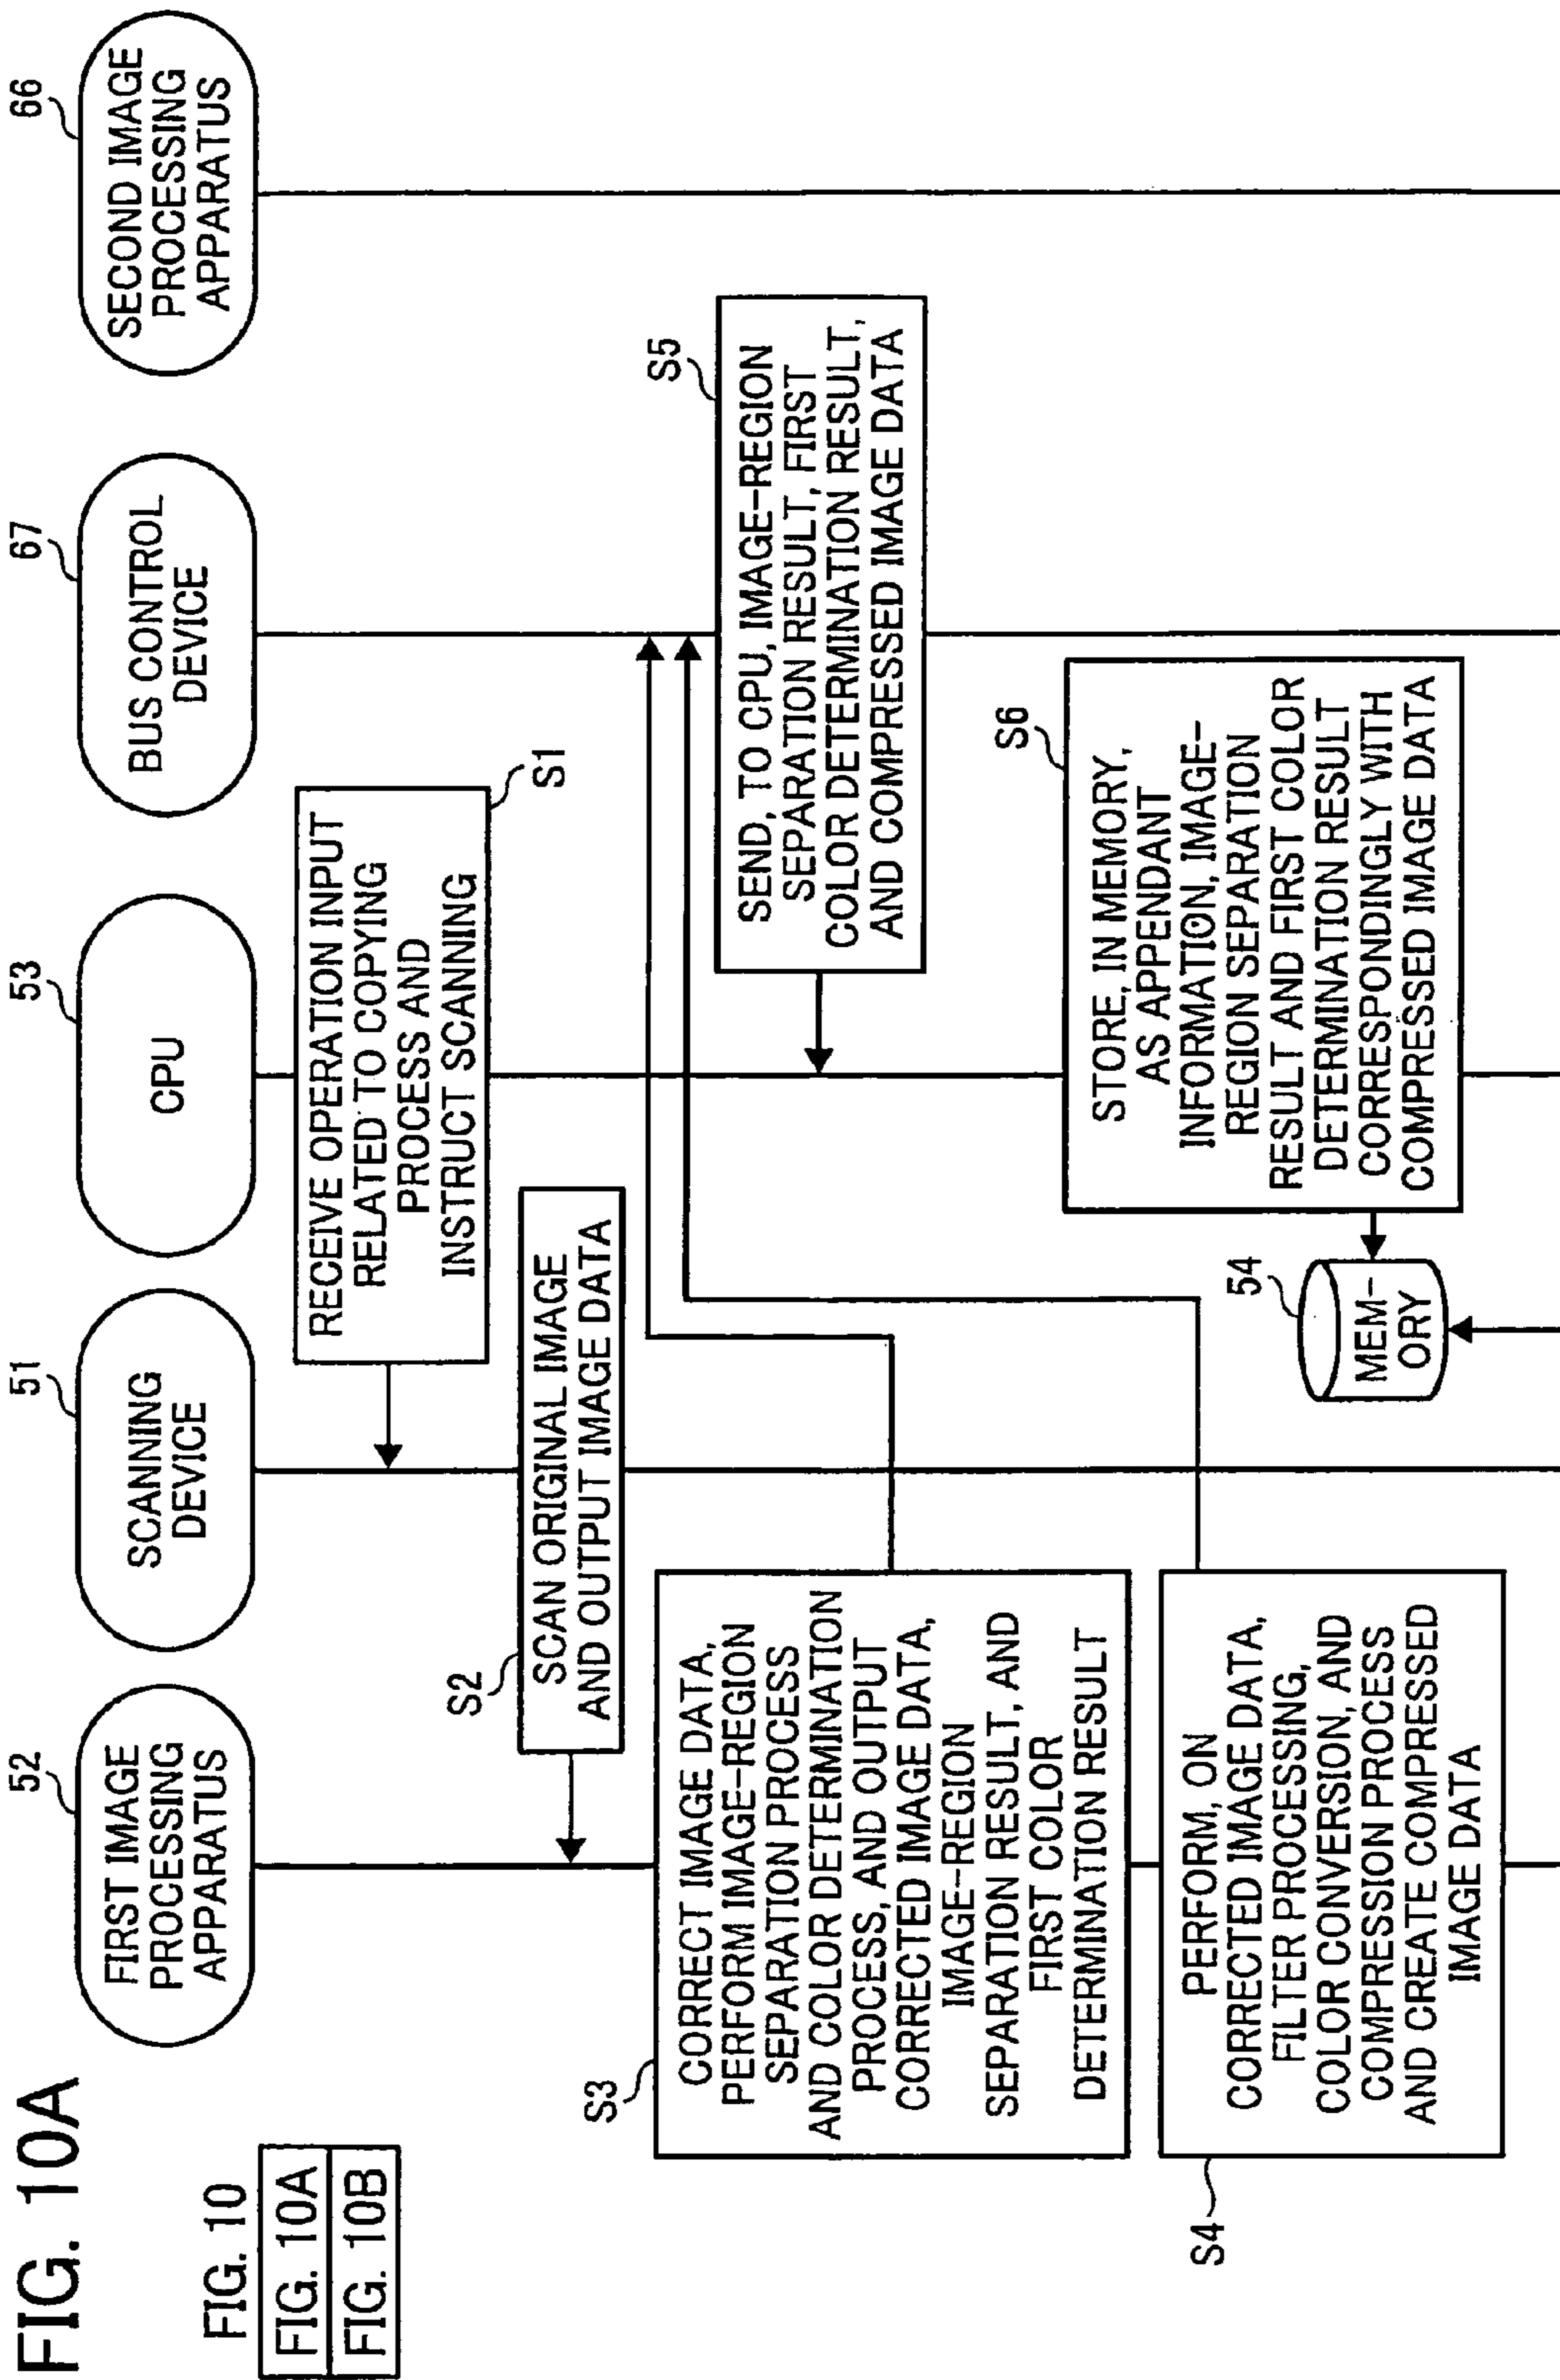 FIG. 10A
FIG. 10
FIG. 10A
FIG. 10B
52
FIRST IMAGE
PROCESSING
APPARATUS
51
SCANNING
DEVICE
53
CPU
67
BUS CONTROL
DEVICE
66
SECOND IMAGE
PROCESSING
APPARATUS
S1
RECEIVE OPERATION INPUT
RELATED TO COPYING
PROCESS AND
INSTRUCT SCANNING
S2
SCAN ORIGINAL IMAGE
AND OUTPUT IMAGE DATA
S3
CORRECT IMAGE DATA,
PERFORM IMAGE-REGION
SEPARATION PROCESS
AND COLOR DETERMINATION
PROCESS, AND OUTPUT
CORRECTED IMAGE DATA,
IMAGE-REGION
SEPARATION RESULT, AND
FIRST COLOR
DETERMINATION RESULT
S4
PERFORM, ON
CORRECTED IMAGE DATA,
FILTER PROCESSING,
COLOR CONVERSION, AND
COMPRESSION PROCESS
AND CREATE COMPRESSED
IMAGE DATA
S5
SEND, TO CPU, IMAGE-REGION
SEPARATION RESULT, FIRST
COLOR DETERMINATION RESULT,
AND COMPRESSED IMAGE DATA
S6
STORE, IN MEMORY,
AS APPENDANT
INFORMATION, IMAGE-
REGION SEPARATION
RESULT AND FIRST COLOR
DETERMINATION RESULT
CORRESPONDINGLY WITH
COMPRESSED IMAGE DATA
54
MEM-
ORY